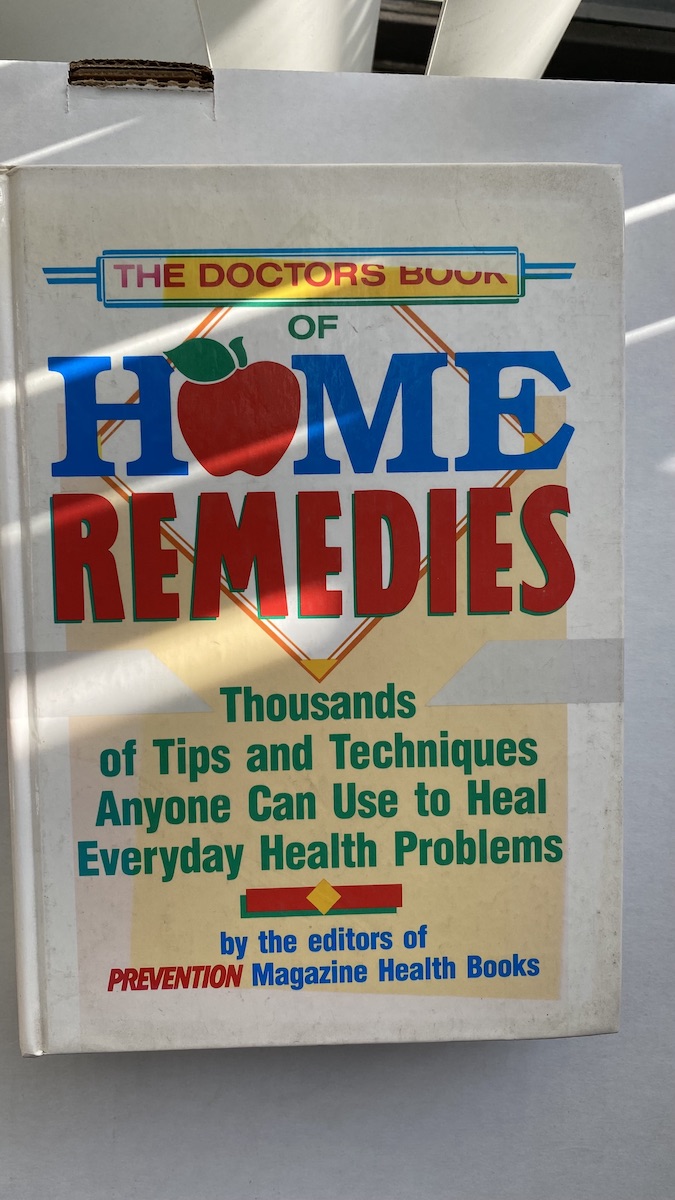 THE DOCTORS BOOK
OF
HOME
REMEDIES
Thousands
of Tips and Techniques
Anyone Can Use to Heal
Everyday Health Problems
by the editors of
PREVENTION Magazine Health Books